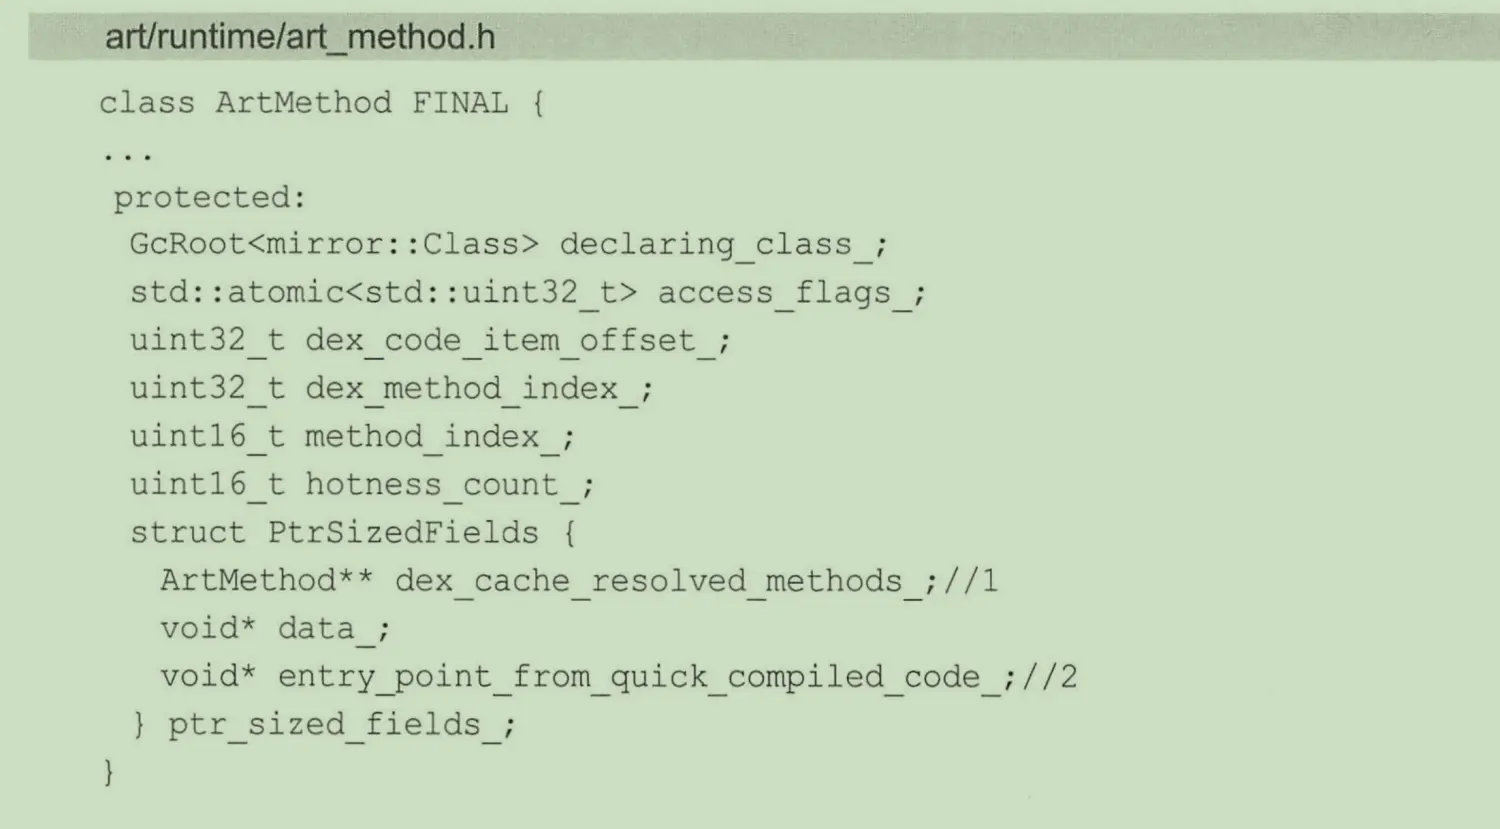 art/runtime/art_method.h
class ArtMethod FINAL {
...
protected:
GcRoot<mirror::Class> declaring_class_;
std::atomic<std::uint32_t> access_flags_;
uint32_t dex_code_item_offset_;
uint32_t dex_method_index_;
uint16_t method_index_;
uint16_t hotness_count_;
struct PtrSizedFields {
ArtMethod** dex_cache_resolved_methods_;//1
void* data_;
void* entry_point_from_quick_compiled_code_;//2
} ptr_sized_fields_;
}